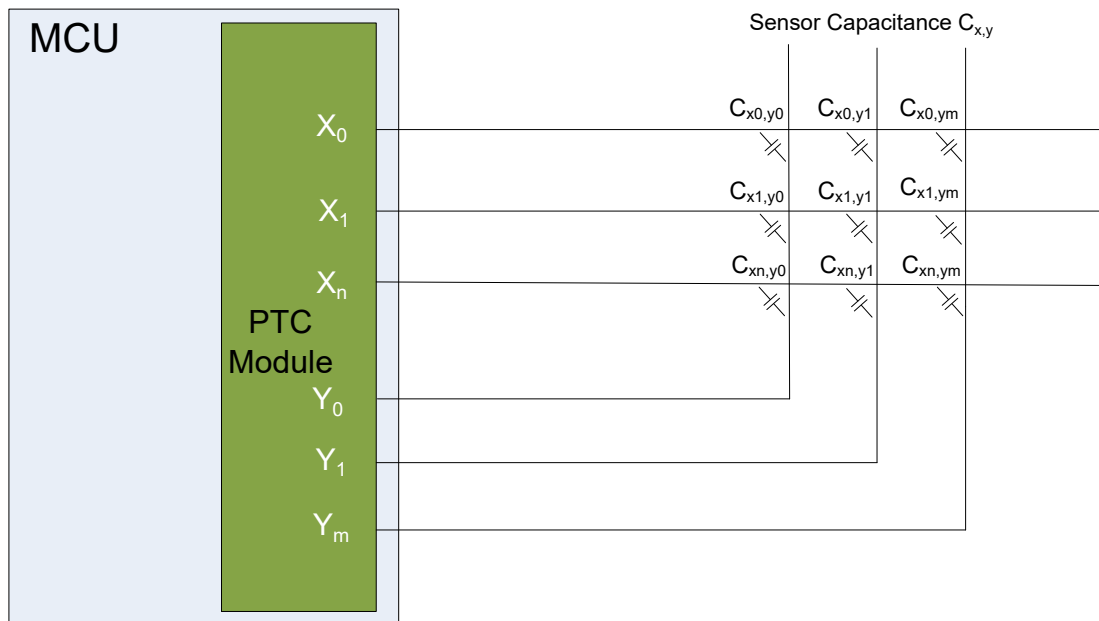 MCU
Sensor Capacitance Cx,y
X0
Cx0,y0 Cx0,y1 Cx0,ym
X1
Cx1,y0 Cx1,y1 Cx1,ym
Xn
Cxn,y0 Cxn,y1 Cxn,ym
PTC
Module
Y0
Y1
Ym